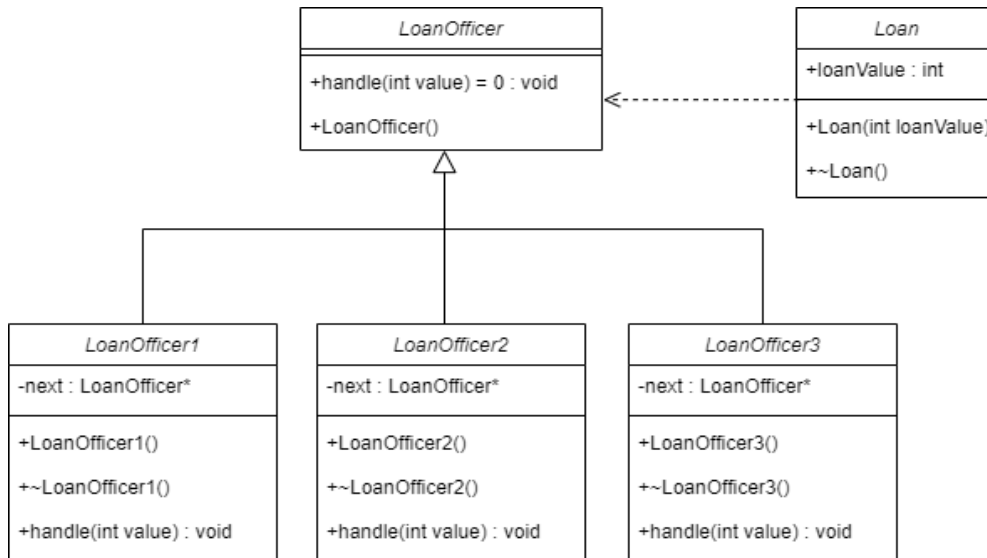 LoanOfficer
+handle(int value) = 0 : void
+LoanOfficer()
Loan
+loanValue : int
+Loan(int loanValue)
+~Loan()
LoanOfficer1
-next : LoanOfficer*
+LoanOfficer1()
+~LoanOfficer1()
+handle(int value) : void
LoanOfficer2
-next : LoanOfficer*
+LoanOfficer2()
+~LoanOfficer2()
+handle(int value) : void
LoanOfficer3
-next : LoanOfficer*
+LoanOfficer3()
+~LoanOfficer3()
+handle(int value) : void